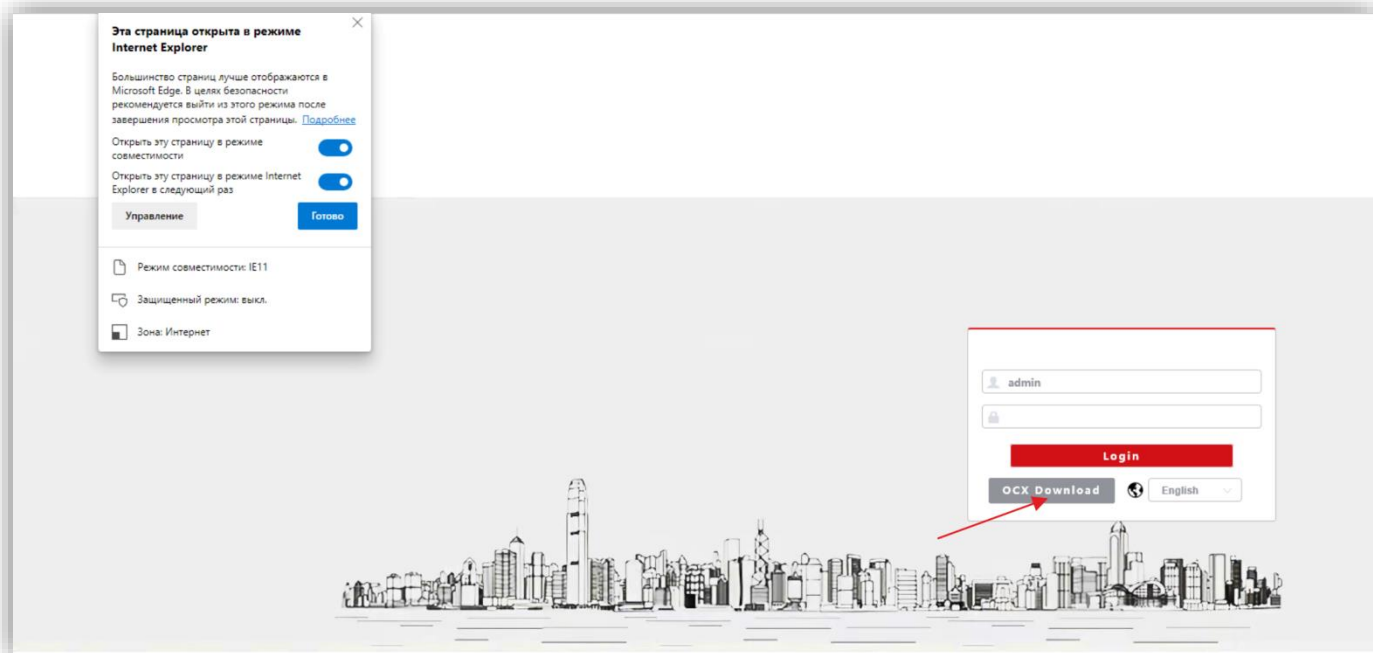 Эта страница открыта в режиме
Internet Explorer
Большинство страниц лучше отображаются в
Microsoft Edge. В целях безопасности
рекомендуется выйти из этого режима после
завершения просмотра этой страницы. Подробнее
Открыть эту страницу в режиме
совместимости
Открыть эту страницу в режиме Internet
Explorer в следующий раз
Управление
Готово
Режим совместимости: IE11
Защищенный режим: выкл.
Зона: Интернет
admin
Login
OCX Download
English